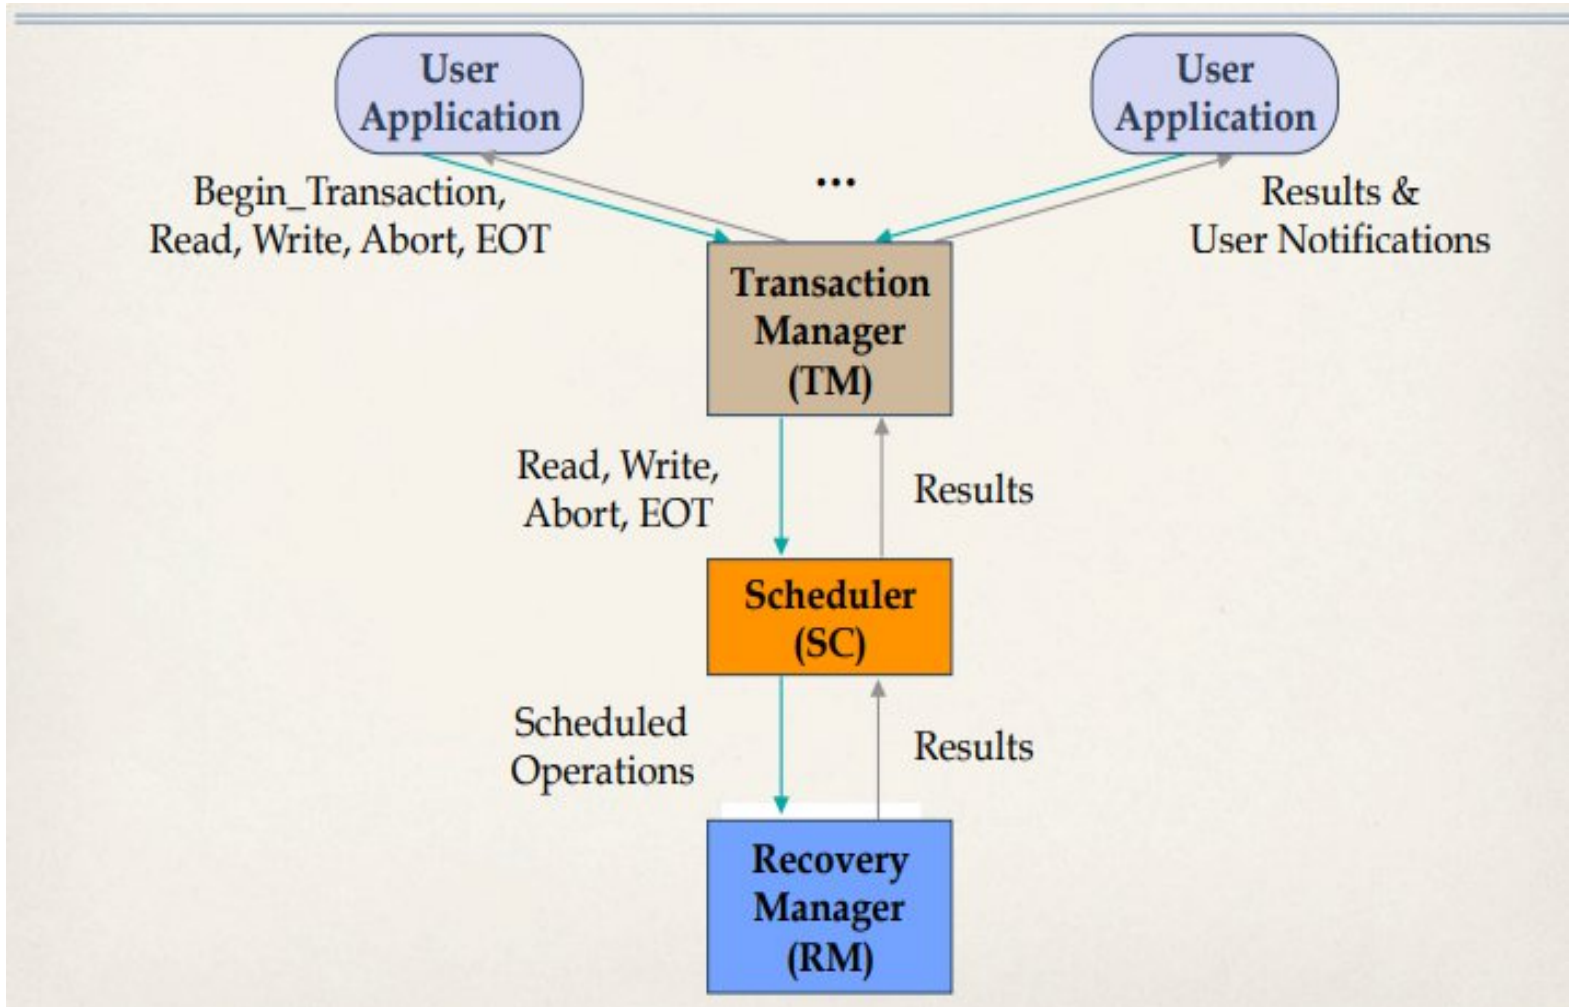 User
Application
User
Application
Begin_Transaction,
Read, Write, Abort, EOT
...
Results &
User Notifications
Transaction
Manager
(TM)
Read, Write,
Abort, EOT
Results
Scheduler
(SC)
Scheduled
Operations
Results
Recovery
Manager
(RM)